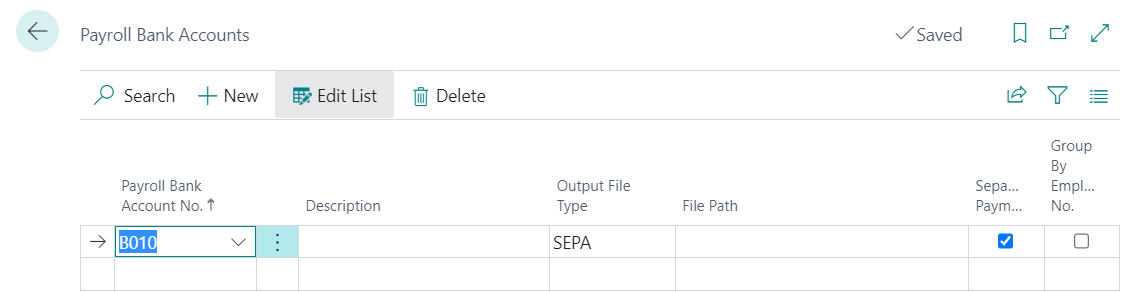 Payroll Bank Accounts
Saved
Search
New
Edit List
Delete
Payroll Bank
Account No. ↑
Description
Output File
Type
File Path
Sepa...
Paym...
Group
By
Empl...
No.
B010
SEPA